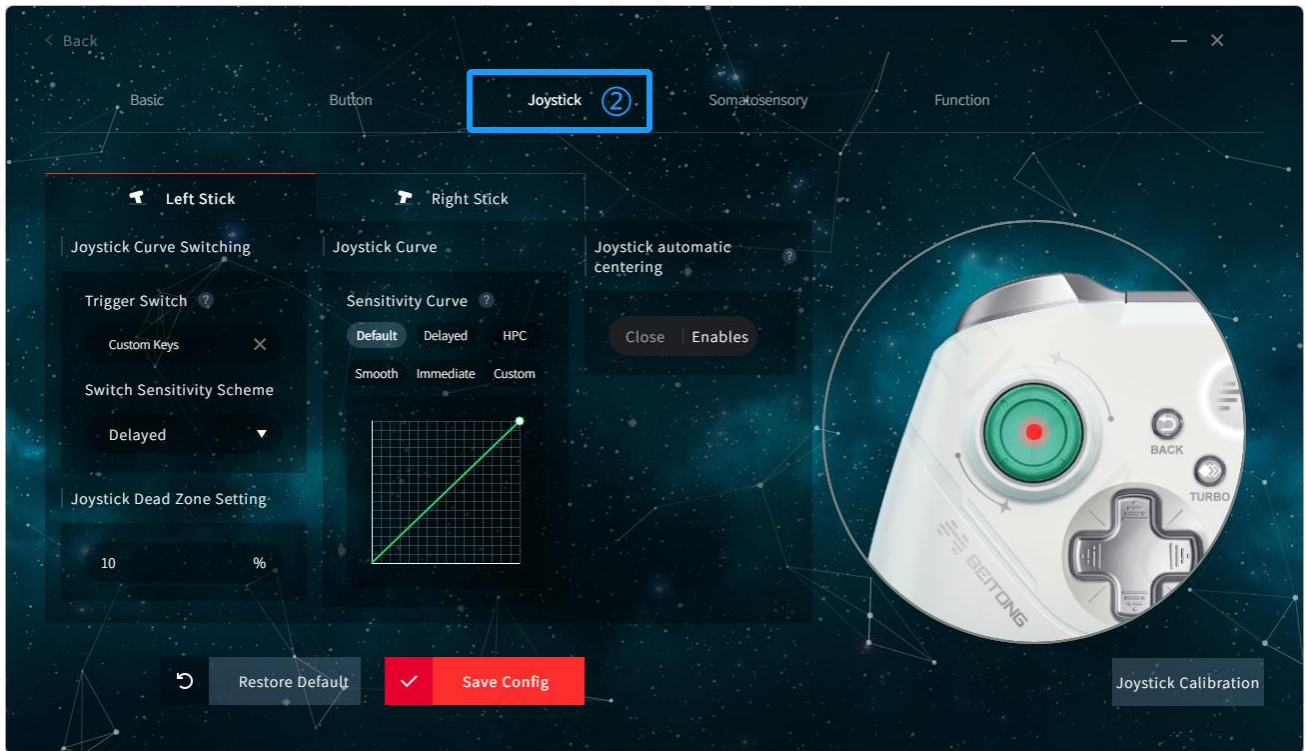 < Back
Basic
Button
Joystick ②
Somatosensory
Function
Left Stick
Right Stick
Joystick Curve Switching
Trigger Switch ?
Custom Keys
Switch Sensitivity Scheme
Delayed
Joystick Dead Zone Setting
10 %
Joystick Curve
Sensitivity Curve ?
Default Delayed HPC
Smooth Immediate Custom
Joystick automatic
centering ?
Close Enables
BACK
TURBO
BEITONG
Restore Default
Save Config
Joystick Calibration